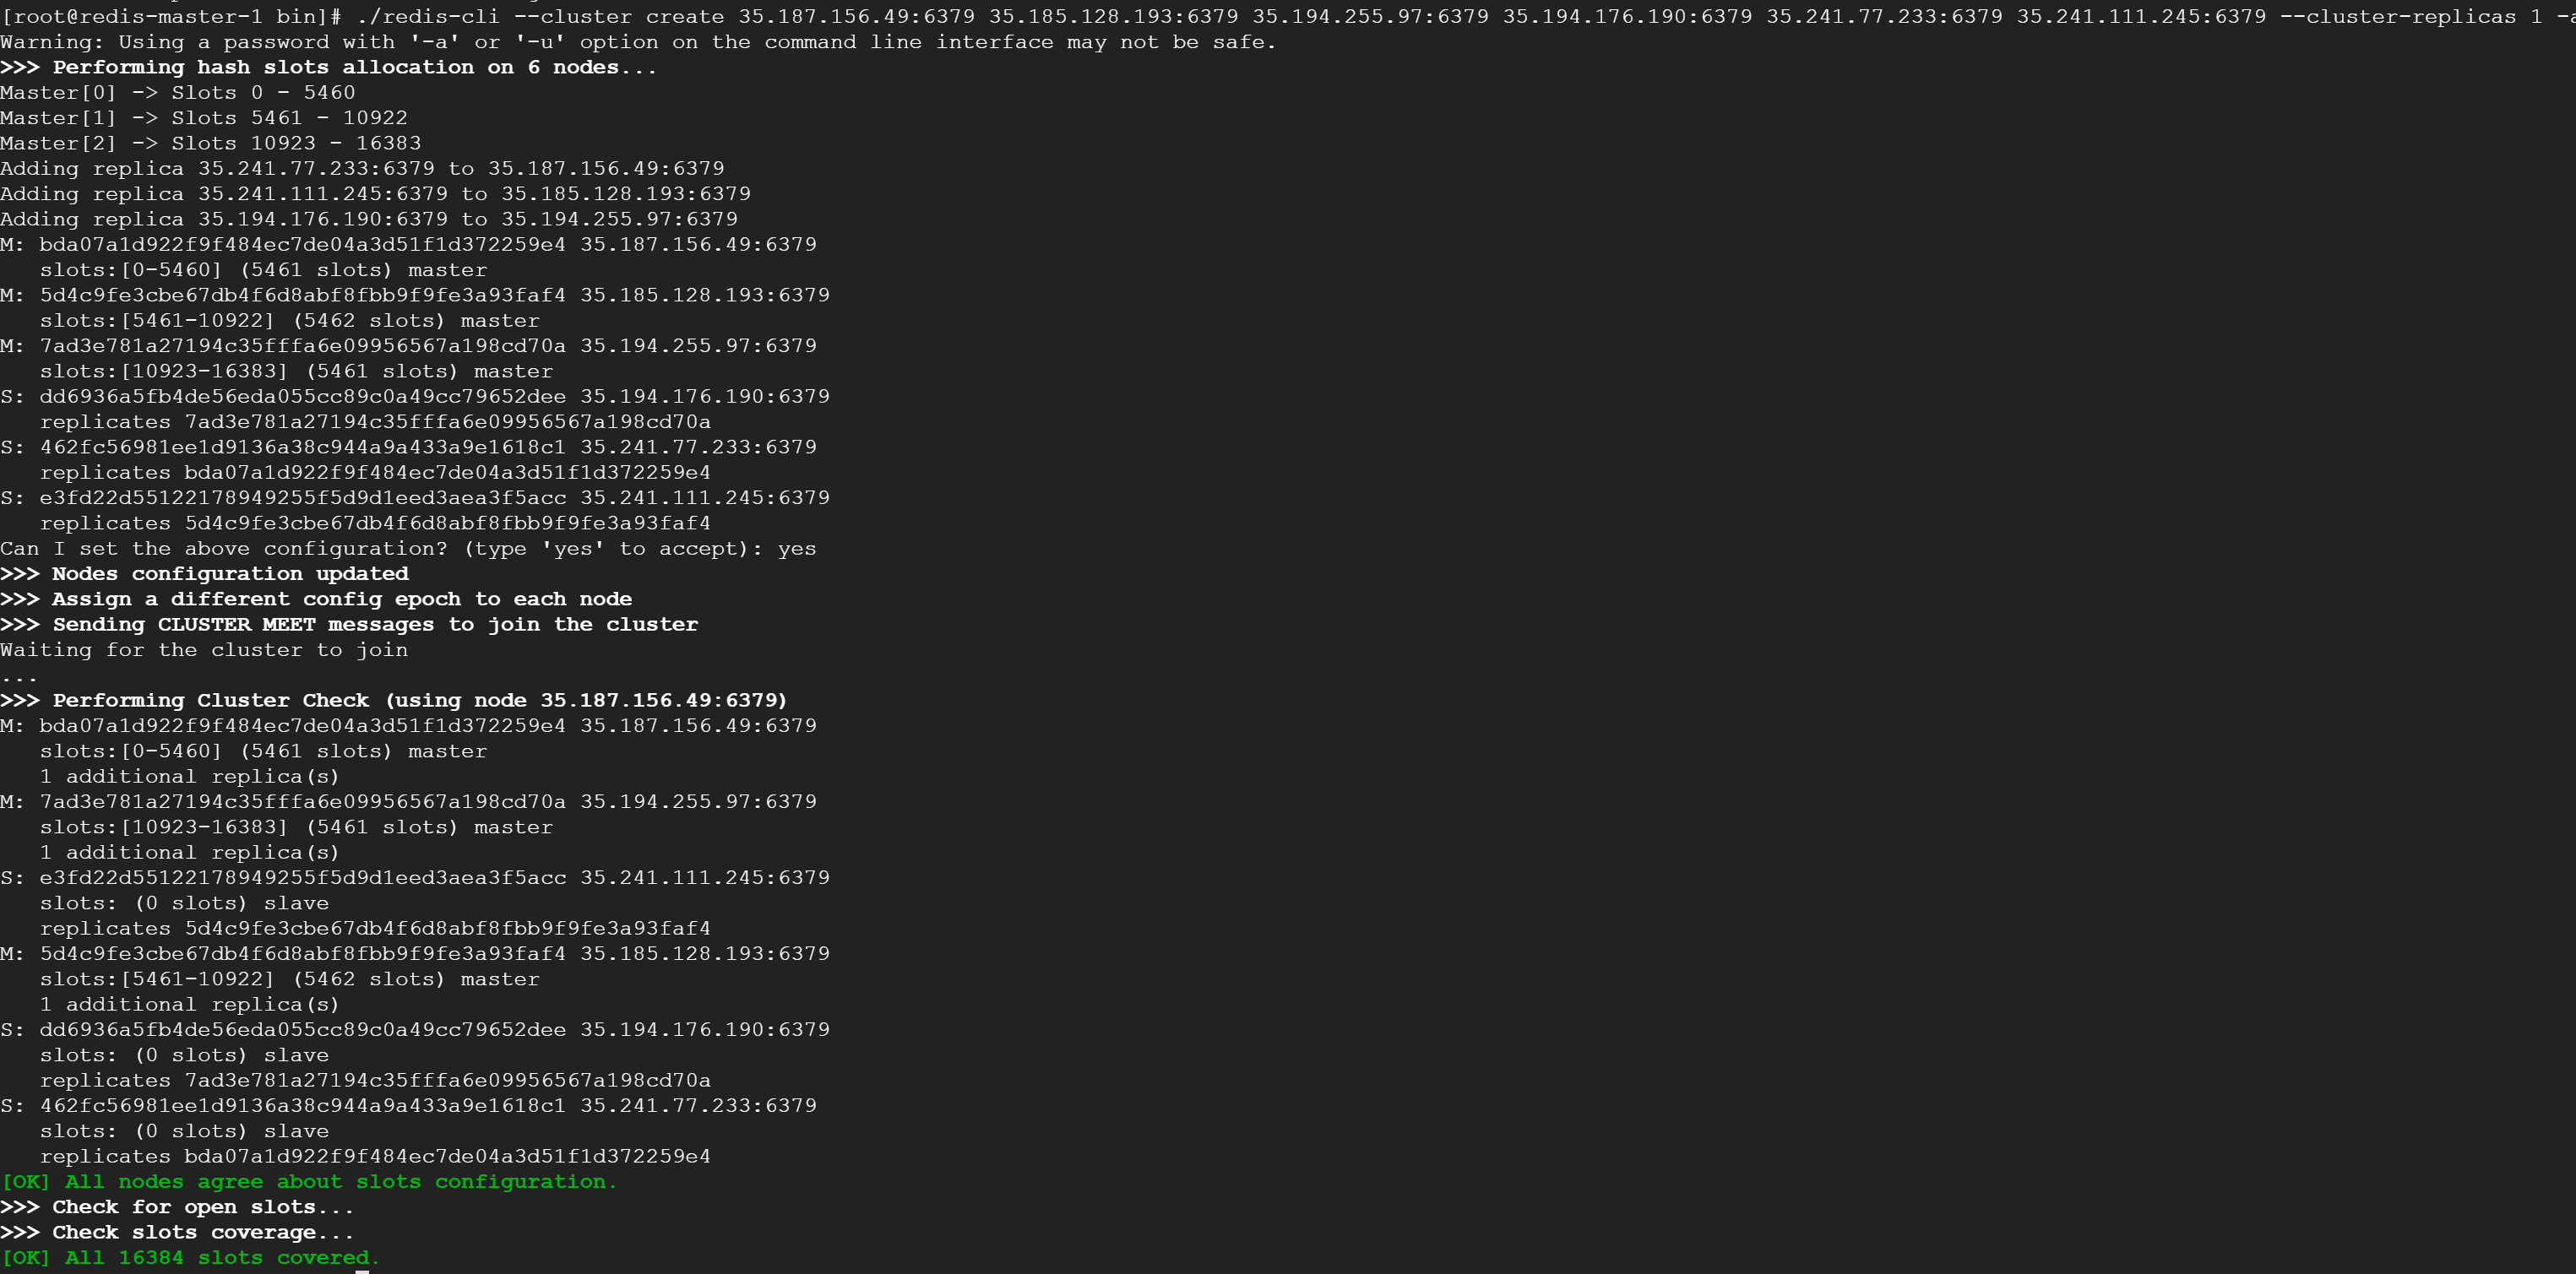 [root@redis-master-1 bin]# ./redis-cli --cluster create 35.187.156.49:6379 35.185.128.193:6379 35.194.255.97:6379 35.194.176.190:6379 35.241.77.233:6379 35.241.111.245:6379 --cluster-replicas 1 -a
Warning: Using a password with '-a' or '-u' option on the command line interface may not be safe.
>>> Performing hash slots allocation on 6 nodes...
Master[0] -> Slots 0 - 5460
Master[1] -> Slots 5461 - 10922
Master[2] -> Slots 10923 - 16383
Adding replica 35.241.77.233:6379 to 35.187.156.49:6379
Adding replica 35.241.111.245:6379 to 35.185.128.193:6379
Adding replica 35.194.176.190:6379 to 35.194.255.97:6379
M: bda07a1d922f9f484ec7de04a3d51f1d372259e4 35.187.156.49:6379
   slots:[0-5460] (5461 slots) master
M: 5d4c9fe3cbe67db4f6d8abf8fbb9f9fe3a93faf4 35.185.128.193:6379
   slots:[5461-10922] (5462 slots) master
M: 7ad3e781a27194c35fffa6e09956567a198cd70a 35.194.255.97:6379
   slots:[10923-16383] (5461 slots) master
S: dd6936a5fb4de56eda055cc89c0a49cc79652dee 35.194.176.190:6379
   replicates 7ad3e781a27194c35fffa6e09956567a198cd70a
S: 462fc56981ee1d9136a38c944a9a433a9e1618c1 35.241.77.233:6379
   replicates bda07a1d922f9f484ec7de04a3d51f1d372259e4
S: e3fd22d55122178949255f5d9d1eed3aea3f5acc 35.241.111.245:6379
   replicates 5d4c9fe3cbe67db4f6d8abf8fbb9f9fe3a93faf4
Can I set the above configuration? (type 'yes' to accept): yes
>>> Nodes configuration updated
>>> Assign a different config epoch to each node
>>> Sending CLUSTER MEET messages to join the cluster
Waiting for the cluster to join
...
>>> Performing Cluster Check (using node 35.187.156.49:6379)
M: bda07a1d922f9f484ec7de04a3d51f1d372259e4 35.187.156.49:6379
   slots:[0-5460] (5461 slots) master
   1 additional replica(s)
M: 7ad3e781a27194c35fffa6e09956567a198cd70a 35.194.255.97:6379
   slots:[10923-16383] (5461 slots) master
   1 additional replica(s)
S: e3fd22d55122178949255f5d9d1eed3aea3f5acc 35.241.111.245:6379
   slots: (0 slots) slave
   replicates 5d4c9fe3cbe67db4f6d8abf8fbb9f9fe3a93faf4
M: 5d4c9fe3cbe67db4f6d8abf8fbb9f9fe3a93faf4 35.185.128.193:6379
   slots:[5461-10922] (5462 slots) master
   1 additional replica(s)
S: dd6936a5fb4de56eda055cc89c0a49cc79652dee 35.194.176.190:6379
   slots: (0 slots) slave
   replicates 7ad3e781a27194c35fffa6e09956567a198cd70a
S: 462fc56981ee1d9136a38c944a9a433a9e1618c1 35.241.77.233:6379
   slots: (0 slots) slave
   replicates bda07a1d922f9f484ec7de04a3d51f1d372259e4
[OK] All nodes agree about slots configuration.
>>> Check for open slots...
>>> Check slots coverage...
[OK] All 16384 slots covered.